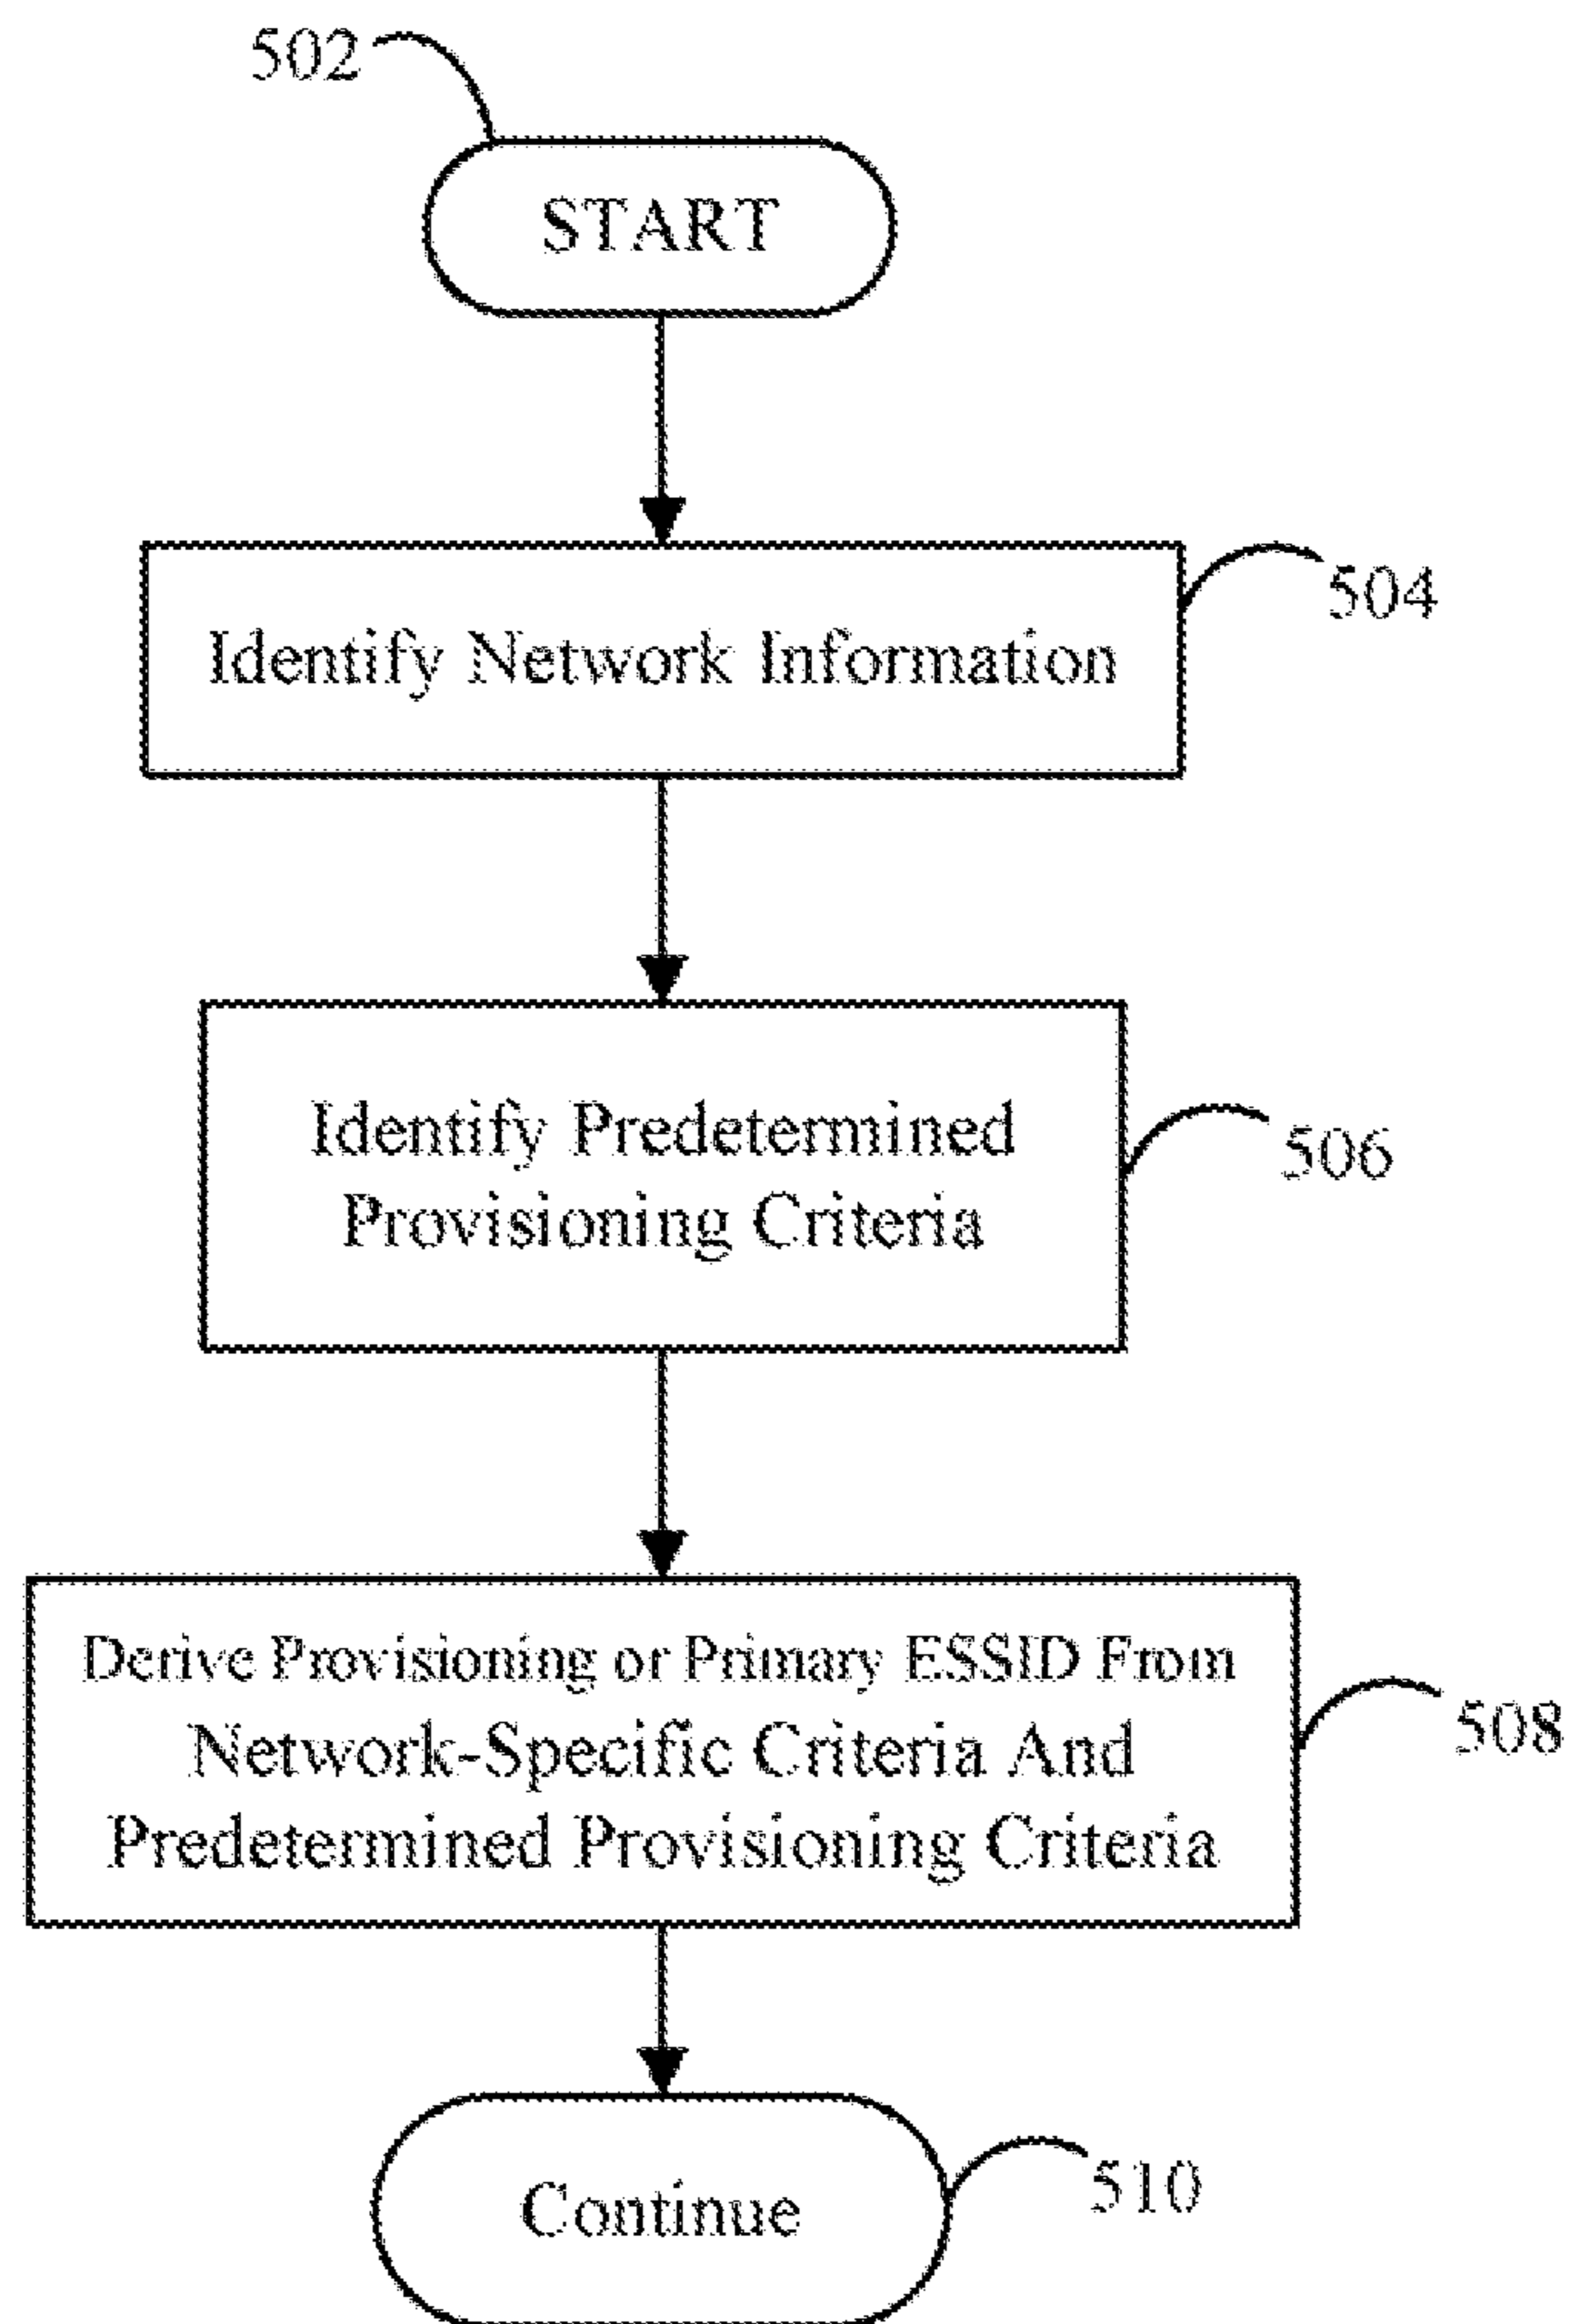 502
START
504
Identify Network Information
506
Identify Predetermined
Provisioning Criteria
508
Derive Provisioning or Primary ESSID From
Network-Specific Criteria And
Predetermined Provisioning Criteria
510
Continue